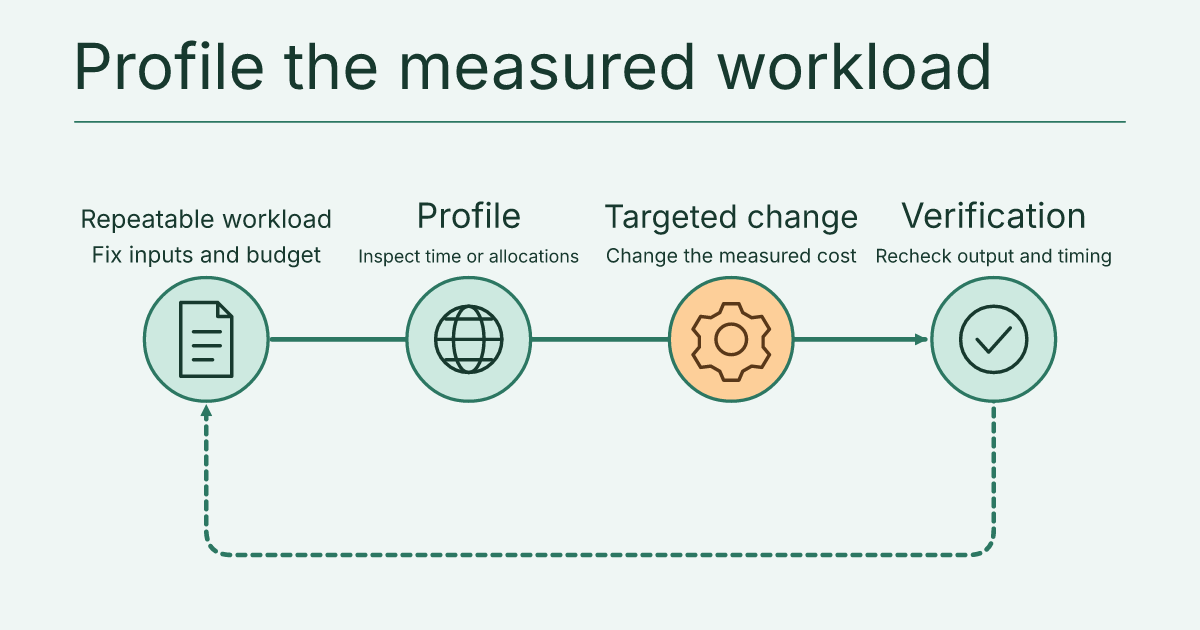 Profile the measured workload
Repeatable workload
Fix inputs and budget
Profile
Inspect time or allocations
Targeted change
Change the measured cost
Verification
Recheck output and timing